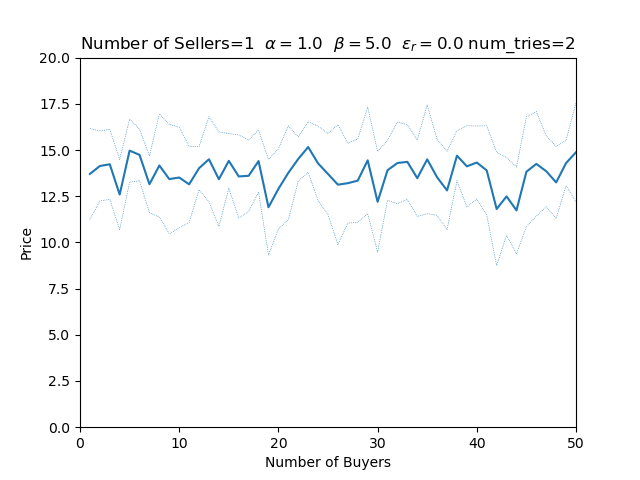 Number of Sellers=1 α = 1.0 β = 5.0 ε_r = 0.0 num_tries=2
20.0
17.5
15.0
12.5
10.0
7.5
5.0
2.5
0.0
Price
0 10 20 30 40 50
Number of Buyers